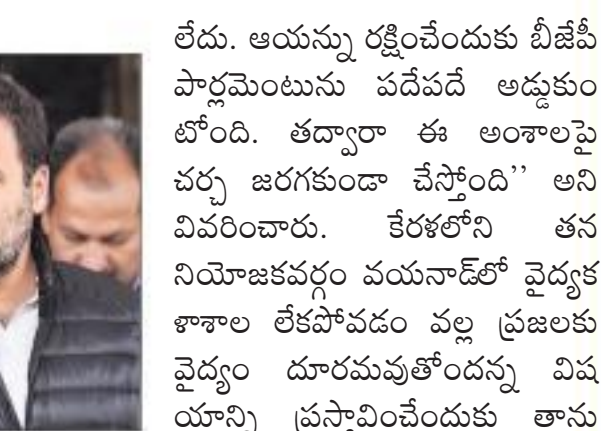 లేదు. ఆయన్ను రక్షించేందుకు బీజేపీ
పార్లమెంటును పదేపదే అడ్డుకుం
టోంది. తద్వారా ఈ అంశాలపై
చర్చ జరగకుండా చేస్తోంది’’ అని
వివరించారు. కేరళలోని తన
నియోజకవర్గం వయనాడ్‌లో వైద్యక
ళాశాల లేకపోవడం వల్ల ప్రజలకు
వైద్యం దూరమవుతోందన్న విష
యాన్ని ప్రస్తావించేందుకు తాను